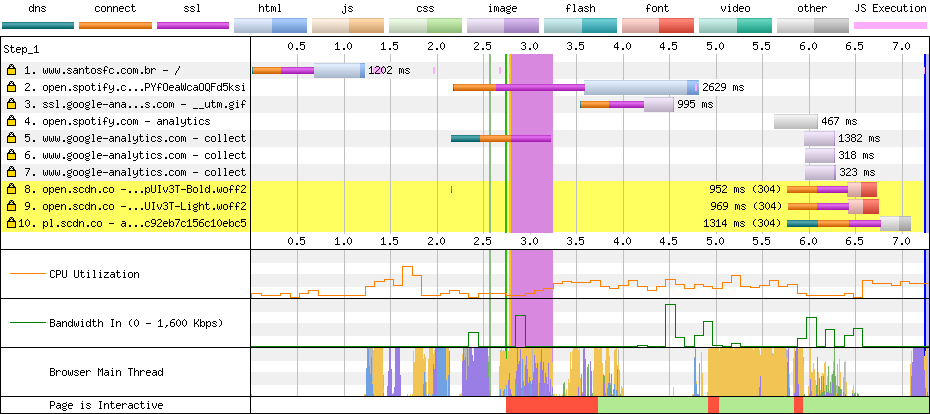 dns connect ssl html js css image flash font video other JS Execution
Step_1 0.5 1.0 1.5 2.0 2.5 3.0 3.5 4.0 4.5 5.0 5.5 6.0 6.5 7.0
1. www.santosfc.com.br - / 1202 ms
2. open.spotify.c...PYfOeaWcaOQFd5ksi 2629 ms
3. ssl.google-ana...s.com - __utm.gif 995 ms
4. open.spotify.com - analytics 467 ms
5. www.google-analytics.com - collect 1382 ms
6. www.google-analytics.com - collect 318 ms
7. www.google-analytics.com - collect 323 ms
8. open.scdn.co -...pUIv3T-Bold.woff2 952 ms (304)
9. open.scdn.co -...UIv3T-Light.woff2 969 ms (304)
10. pl.scdn.co - a...c92eb7c156c10ebc5 1314 ms (304)
0.5 1.0 1.5 2.0 2.5 3.0 3.5 4.0 4.5 5.0 5.5 6.0 6.5 7.0
CPU Utilization
Bandwidth In (0 - 1,600 Kbps)
Browser Main Thread
Page is Interactive